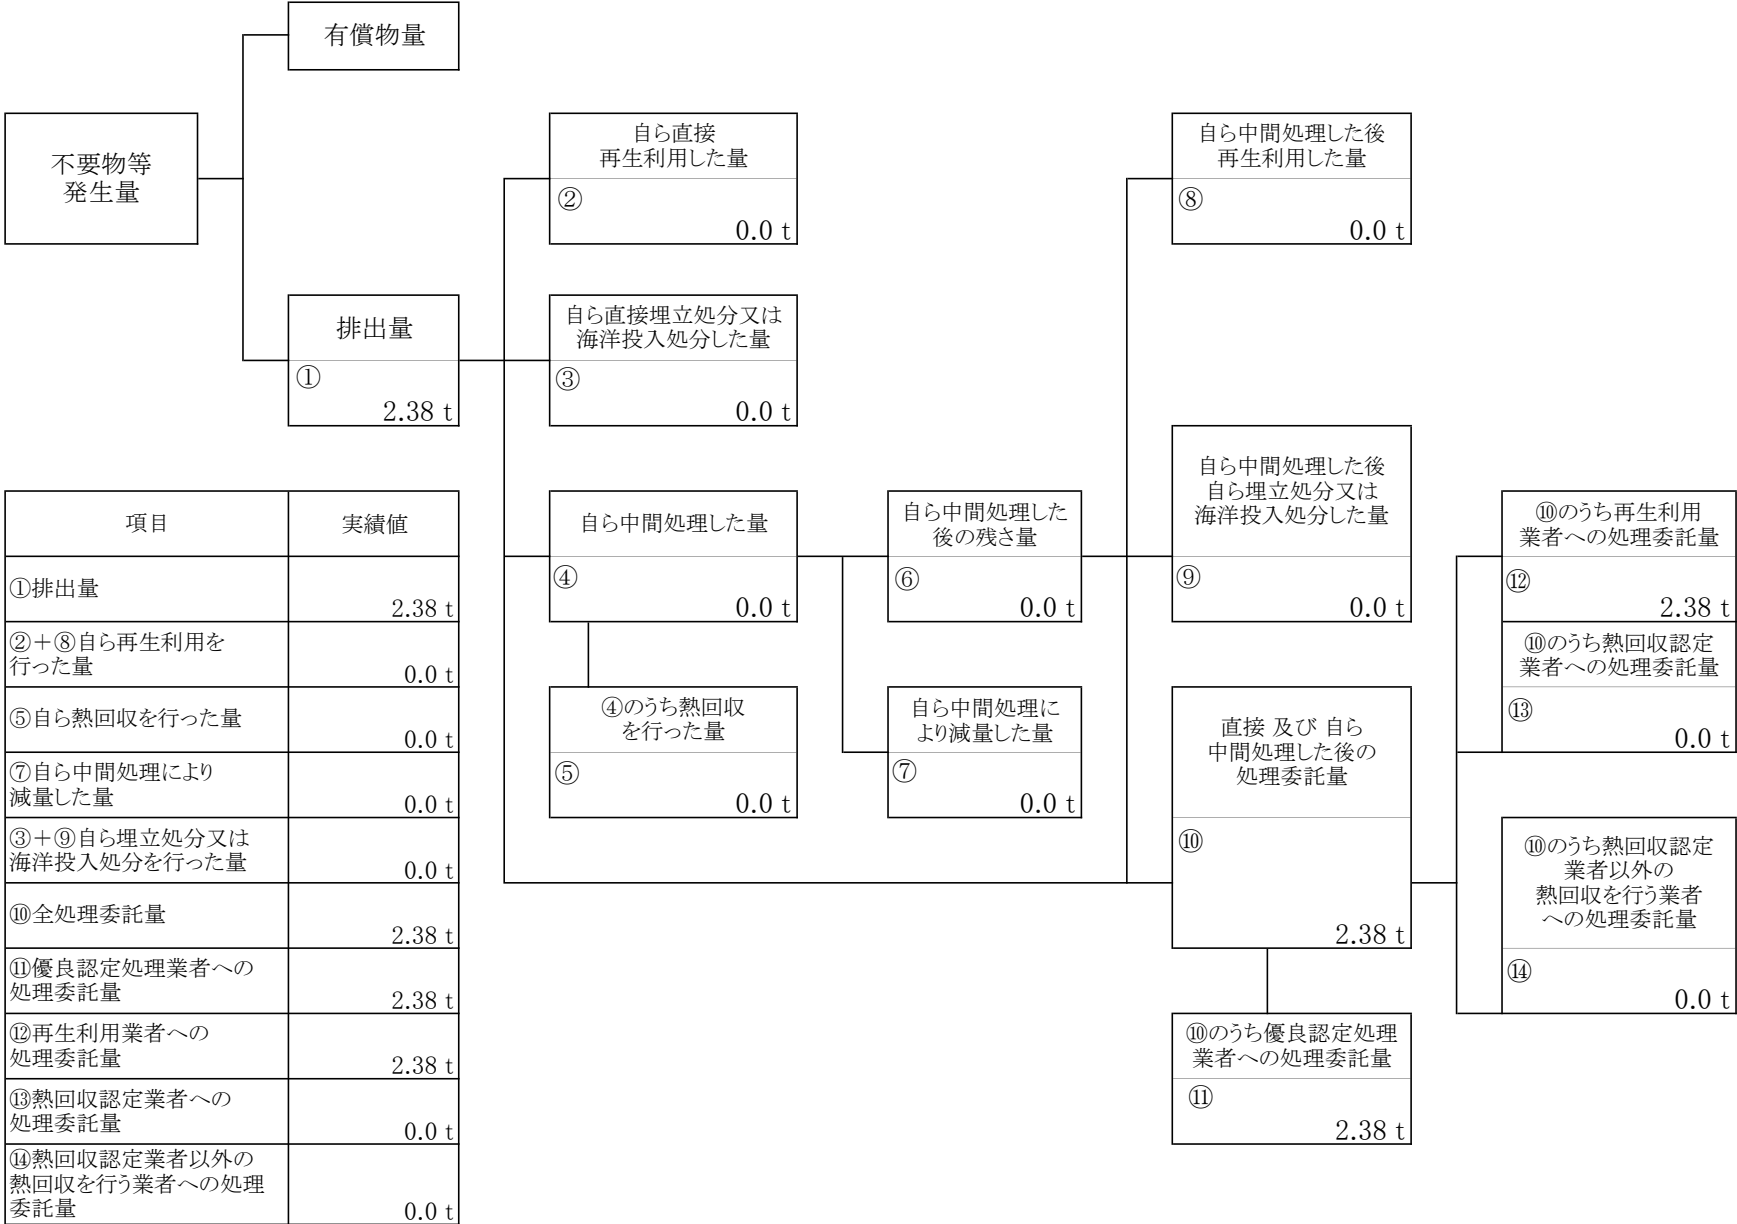 有償物量
不要物等
発生量
自ら直接
再生利用した量
②
0.0 t
自ら中間処理した後
再生利用した量
⑧
0.0 t
排出量
①
2.38 t
自ら直接埋立処分又は
海洋投入処分した量
③
0.0 t
自ら中間処理した量
④
0.0 t
自ら中間処理した
後の残さ量
⑥
0.0 t
自ら中間処理した後
自ら埋立処分又は
海洋投入処分した量
⑨
0.0 t
⑩のうち再生利用
業者への処理委託量
⑫
2.38 t
⑩のうち熱回収認定
業者への処理委託量
⑬
0.0 t
④のうち熱回収
を行った量
⑤
0.0 t
自ら中間処理に
より減量した量
⑦
0.0 t
直接 及び 自ら
中間処理した後の
処理委託量
⑩
2.38 t
⑩のうち熱回収認定
業者以外の
熱回収を行う業者
への処理委託量
⑭
0.0 t
⑩のうち優良認定処理
業者への処理委託量
⑪
2.38 t
項目 実績値
①排出量
2.38 t
②＋⑧自ら再生利用を
行った量
0.0 t
⑤自ら熱回収を行った量
0.0 t
⑦自ら中間処理により
減量した量
0.0 t
③＋⑨自ら埋立処分又は
海洋投入処分を行った量
0.0 t
⑩全処理委託量
2.38 t
⑪優良認定処理業者への
処理委託量
2.38 t
⑫再生利用業者への
処理委託量
2.38 t
⑬熱回収認定業者への
処理委託量
0.0 t
⑭熱回収認定業者以外の
熱回収を行う業者への処理
委託量
0.0 t